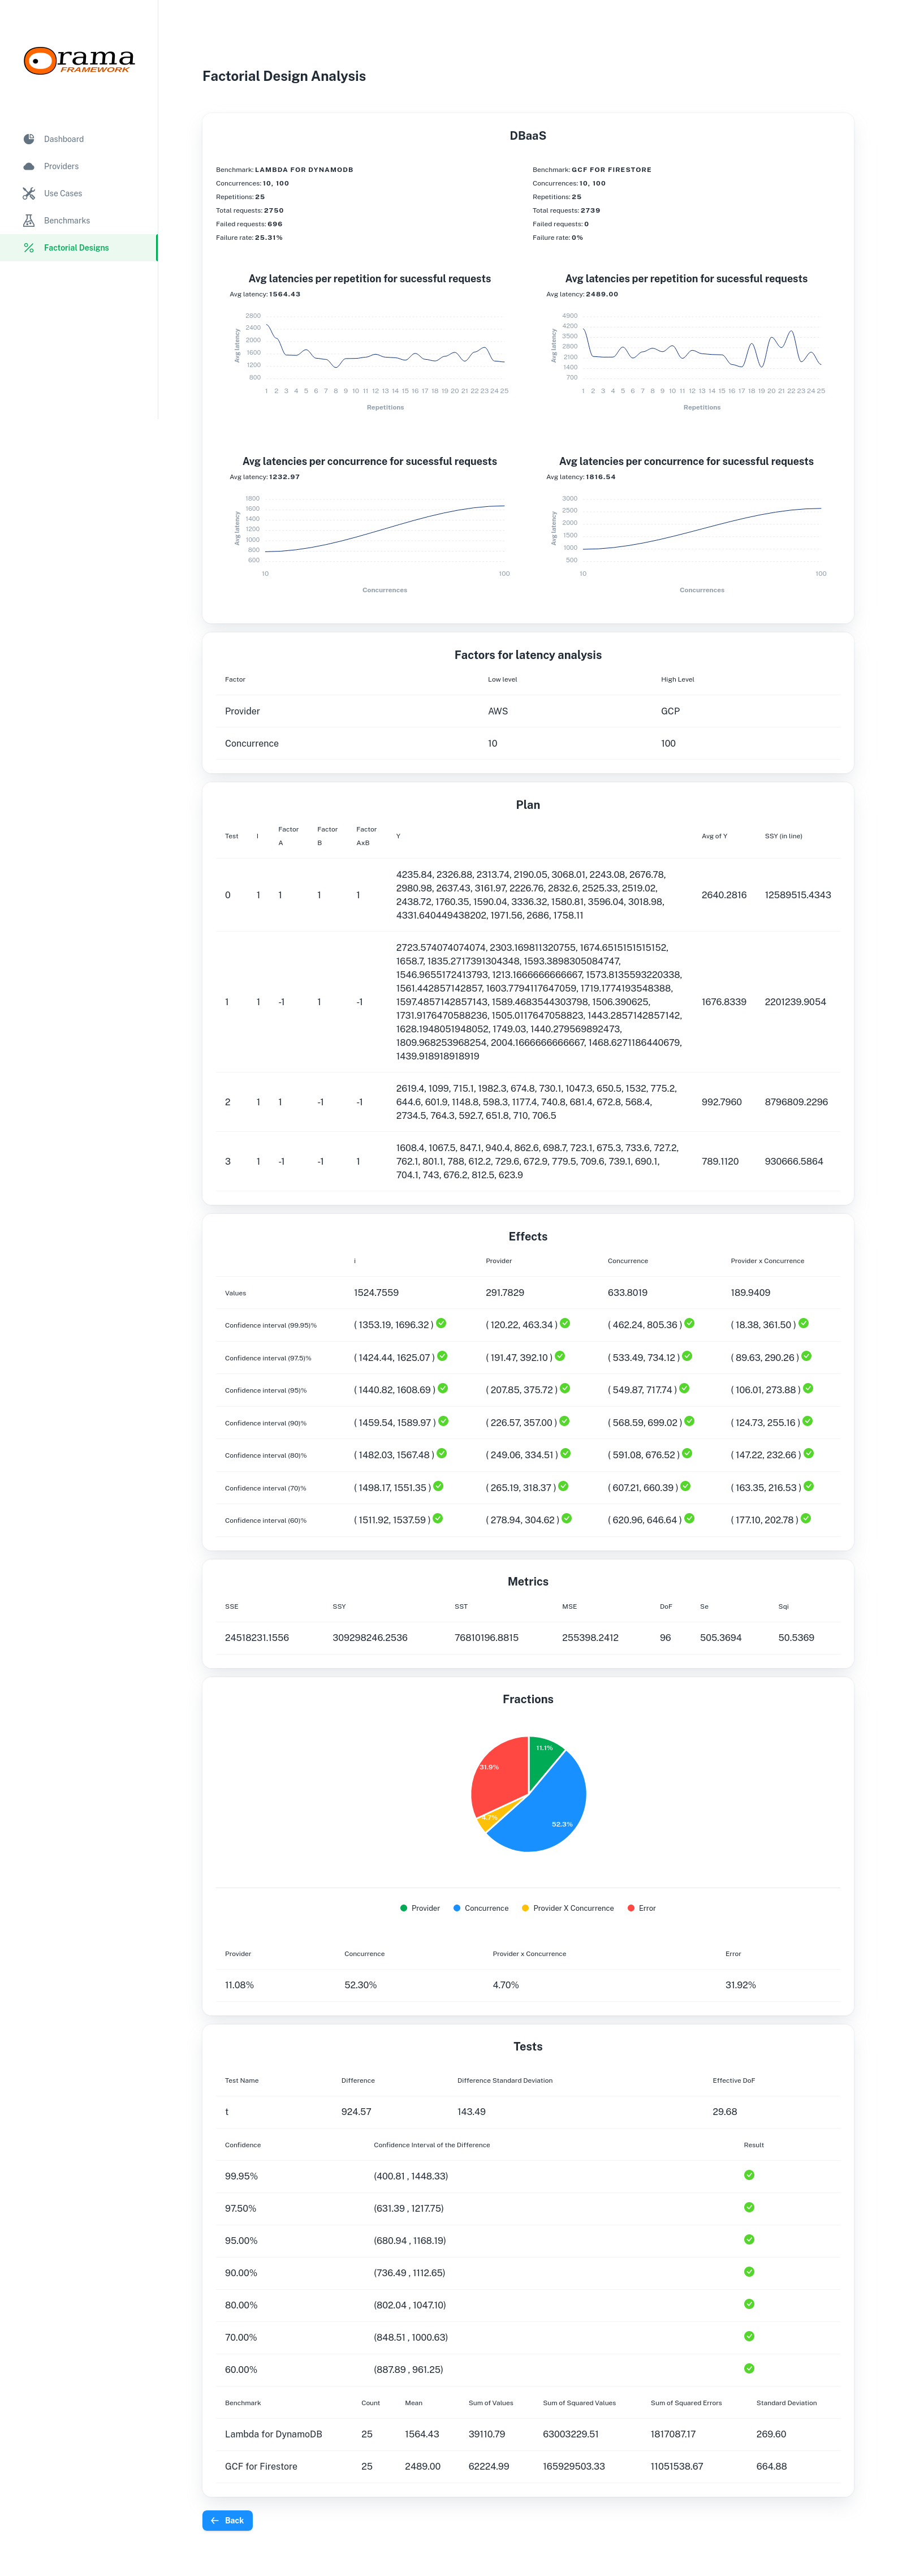 Orama
FRAMEWORK
Dashboard
Providers
Use Cases
Benchmarks
Factorial Designs
Factorial Design Analysis
DBaaS
Benchmark: LAMBDA FOR DYNAMODB
Concurrences: 10, 100
Repetitions: 25
Total requests: 2750
Failed requests: 696
Failure rate: 25.31%
Benchmark: GCF FOR FIRESTORE
Concurrences: 10, 100
Repetitions: 25
Total requests: 2739
Failed requests: 0
Failure rate: 0%
Avg latencies per repetition for sucessful requests
Avg latency: 1564.43
Avg latency
2800
2400
2000
1600
1200
800
1 2 3 4 5 6 7 8 9 10 11 12 13 14 15 16 17 18 19 20 21 22 23 24 25
Repetitions
Avg latencies per repetition for sucessful requests
Avg latency: 2489.00
Avg latency
4900
4200
3500
2800
2100
1400
700
1 2 3 4 5 6 7 8 9 10 11 12 13 14 15 16 17 18 19 20 21 22 23 24 25
Repetitions
Avg latencies per concurrence for sucessful requests
Avg latency: 1232.97
Avg latency
1800
1600
1400
1200
1000
800
600
10 100
Concurrences
Avg latencies per concurrence for sucessful requests
Avg latency: 1816.54
Avg latency
3000
2500
2000
1500
1000
500
10 100
Concurrences
Factors for latency analysis
Factor Low level High Level
Provider AWS GCP
Concurrence 10 100
Plan
Test I Factor A Factor B Factor AxB Y Avg of Y SSY (in line)
0 1 1 1 1
4235.84, 2326.88, 2313.74, 2190.05, 3068.01, 2243.08, 2676.78,
2980.98, 2637.43, 3161.97, 2226.76, 2832.6, 2525.33, 2519.02,
2438.72, 1760.35, 1590.04, 3336.32, 1580.81, 3596.04, 3018.98,
4331.640449438202, 1971.56, 2686, 1758.11
2640.2816 12589515.4343
1 1 -1 1 -1
2723.574074074074, 2303.169811320755, 1674.6515151515152,
1658.7, 1835.2717391304348, 1593.3898305084747,
1546.9655172413793, 1213.1666666666667, 1573.8135593220338,
1561.442857142857, 1603.7794117647059, 1719.1774193548388,
1597.4857142857143, 1589.4683544303798, 1506.390625,
1731.9176470588236, 1505.0117647058823, 1443.2857142857142,
1628.1948051948052, 1749.03, 1440.279569892473,
1809.968253968254, 2004.1666666666667, 1468.6271186440679,
1439.918918918919
1676.8339 2201239.9054
2 1 1 -1 -1
2619.4, 1099, 715.1, 1982.3, 674.8, 730.1, 1047.3, 650.5, 1532, 775.2,
644.6, 601.9, 1148.8, 598.3, 1177.4, 740.8, 681.4, 672.8, 568.4,
2734.5, 764.3, 592.7, 651.8, 710, 706.5
992.7960 8796809.2296
3 1 -1 -1 1
1608.4, 1067.5, 847.1, 940.4, 862.6, 698.7, 723.1, 675.3, 733.6, 727.2,
762.1, 801.1, 788, 612.2, 729.6, 672.9, 779.5, 709.6, 739.1, 690.1,
704.1, 743, 676.2, 812.5, 623.9
789.1120 930666.5864
Effects
i Provider Concurrence Provider x Concurrence
Values 1524.7559 291.7829 633.8019 189.9409
Confidence interval (99.95)% ( 1353.19, 1696.32 ) ( 120.22, 463.34 ) ( 462.24, 805.36 ) ( 18.38, 361.50 )
Confidence interval (97.5)% ( 1424.44, 1625.07 ) ( 191.47, 392.10 ) ( 533.49, 734.12 ) ( 89.63, 290.26 )
Confidence interval (95)% ( 1440.82, 1608.69 ) ( 207.85, 375.72 ) ( 549.87, 717.74 ) ( 106.01, 273.88 )
Confidence interval (90)% ( 1459.54, 1589.97 ) ( 226.57, 357.00 ) ( 568.59, 699.02 ) ( 124.73, 255.16 )
Confidence interval (80)% ( 1482.03, 1567.48 ) ( 249.06, 334.51 ) ( 591.08, 676.52 ) ( 147.22, 232.66 )
Confidence interval (70)% ( 1498.17, 1551.35 ) ( 265.19, 318.37 ) ( 607.21, 660.39 ) ( 163.35, 216.53 )
Confidence interval (60)% ( 1511.92, 1537.59 ) ( 278.94, 304.62 ) ( 620.96, 646.64 ) ( 177.10, 202.78 )
Metrics
SSE SSY SST MSE DoF Se Sqi
24518231.1556 309298246.2536 76810196.8815 255398.2412 96 505.3694 50.5369
Fractions
11.1%
31.9%
4.7%
52.3%
Provider Concurrence Provider X Concurrence Error
Provider Concurrence Provider x Concurrence Error
11.08% 52.30% 4.70% 31.92%
Tests
Test Name Difference Difference Standard Deviation Effective DoF
t 924.57 143.49 29.68
Confidence Confidence Interval of the Difference Result
99.95% (400.81 , 1448.33)
97.50% (631.39 , 1217.75)
95.00% (680.94 , 1168.19)
90.00% (736.49 , 1112.65)
80.00% (802.04 , 1047.10)
70.00% (848.51 , 1000.63)
60.00% (887.89 , 961.25)
Benchmark Count Mean Sum of Values Sum of Squared Values Sum of Squared Errors Standard Deviation
Lambda for DynamoDB 25 1564.43 39110.79 63003229.51 1817087.17 269.60
GCF for Firestore 25 2489.00 62224.99 165929503.33 11051538.67 664.88
Back